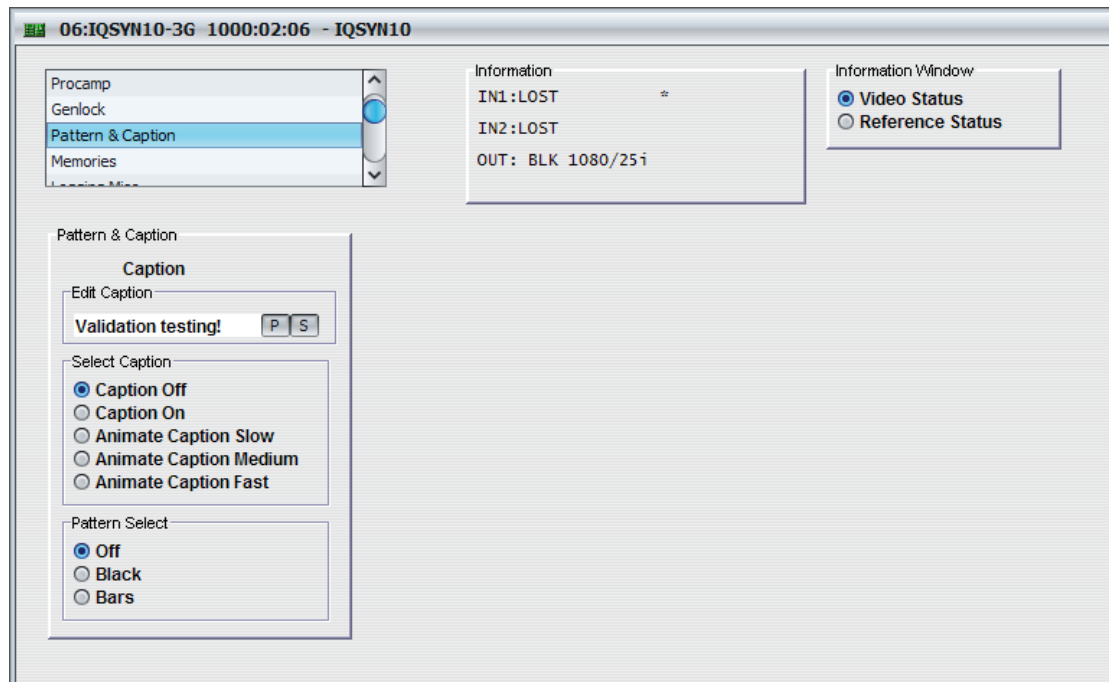 06:IQSYN10-3G 1000:02:06 - IQSYN10
Procamp
Genlock
Pattern & Caption
Memories
Information
IN1:LOST *
IN2:LOST
OUT: BLK 1080/25i
Information Window
Video Status
Reference Status
Pattern & Caption
Caption
Edit Caption
Validation testing! P S
Select Caption
Caption Off
Caption On
Animate Caption Slow
Animate Caption Medium
Animate Caption Fast
Pattern Select
Off
Black
Bars